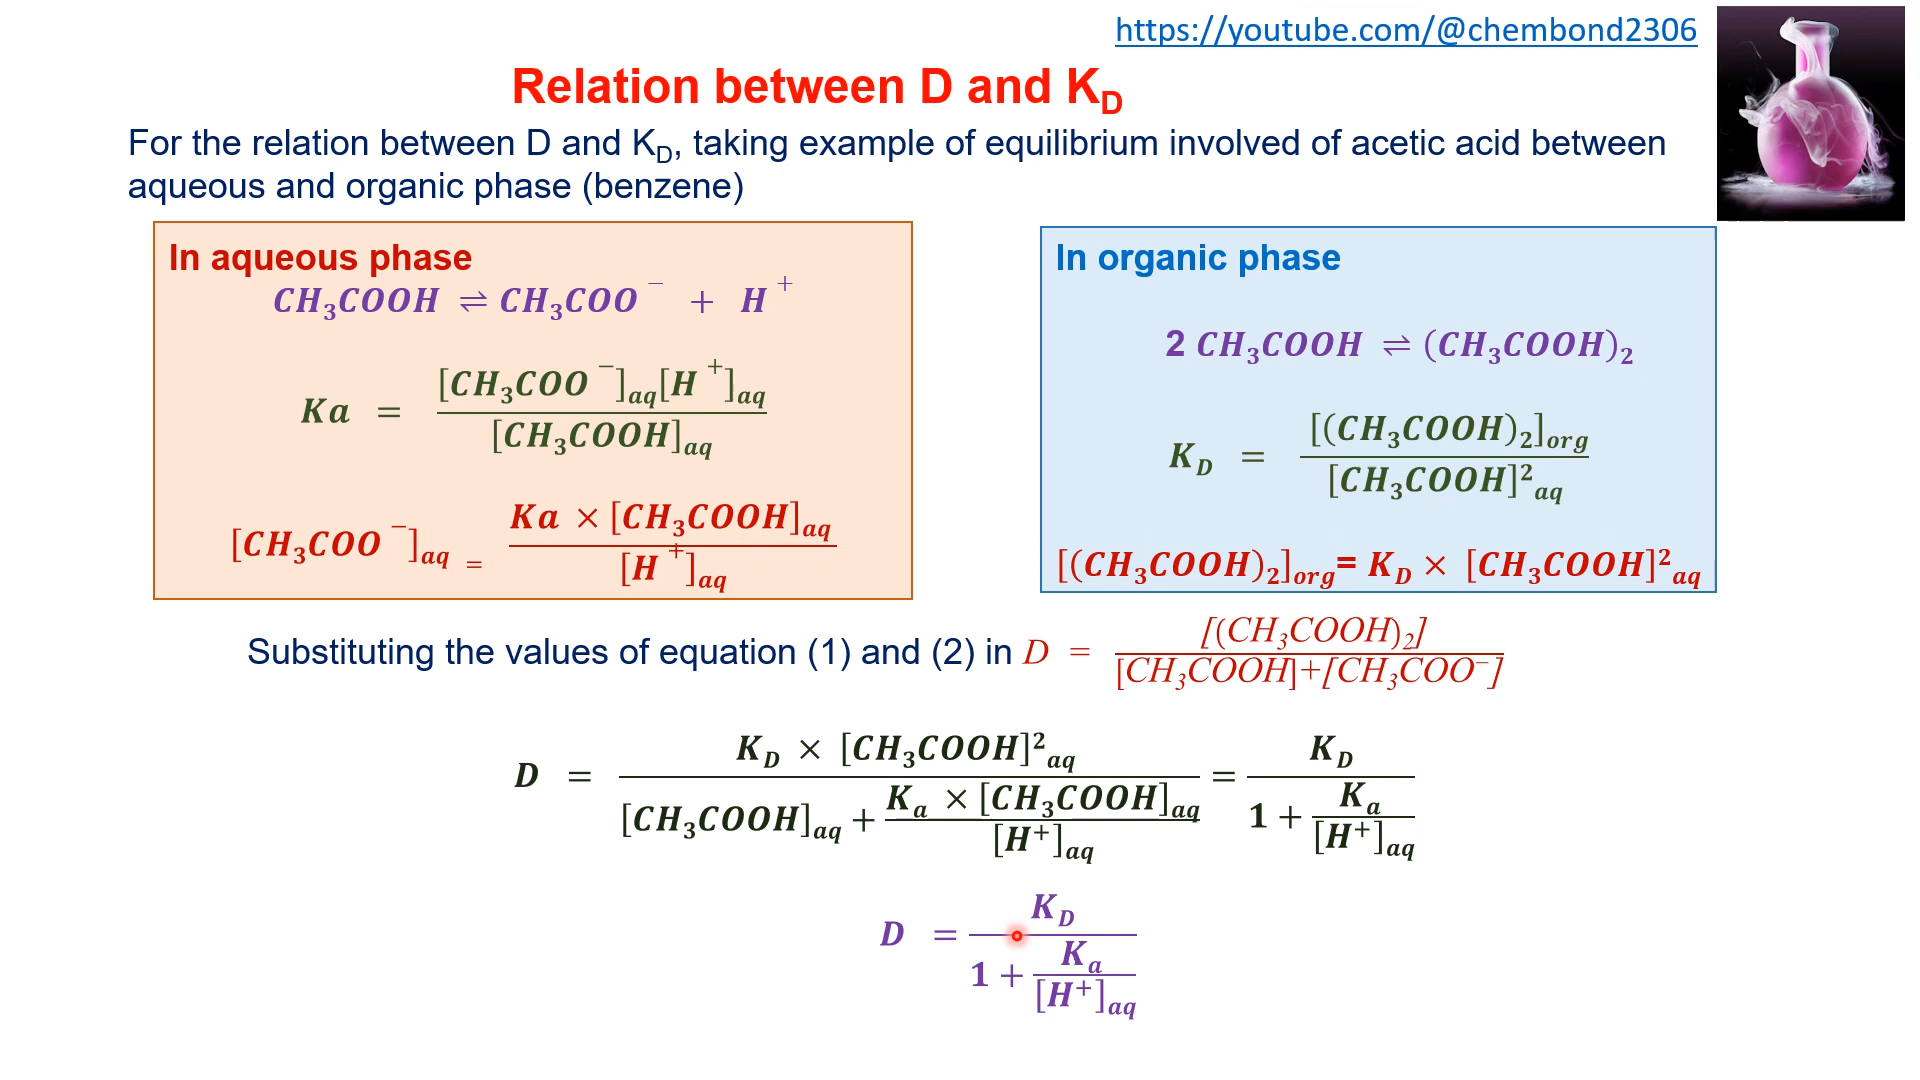 https://youtube.com/@chembond2306
Relation between D and K_D
For the relation between D and K_D, taking example of equilibrium involved of acetic acid between
aqueous and organic phase (benzene)
In aqueous phase
CH₃COOH ⇌ CH₃COO⁻ + H⁺
Ka = [CH₃COO⁻]_aq[H⁺]_aq / [CH₃COOH]_aq
[CH₃COO⁻]_aq = Ka × [CH₃COOH]_aq / [H⁺]_aq
In organic phase
2 CH₃COOH ⇌ (CH₃COOH)₂
K_D = [(CH₃COOH)₂]_org / [CH₃COOH]²_aq
[(CH₃COOH)₂]_org = K_D × [CH₃COOH]²_aq
Substituting the values of equation (1) and (2) in D = [(CH₃COOH)₂] / [CH₃COOH]+[CH₃COO⁻]
D = K_D × [CH₃COOH]²_aq / [CH₃COOH]_aq + K_a × [CH₃COOH]_aq / [H⁺]_aq = K_D / 1 + K_a / [H⁺]_aq
D = K_D / 1 + K_a / [H⁺]_aq